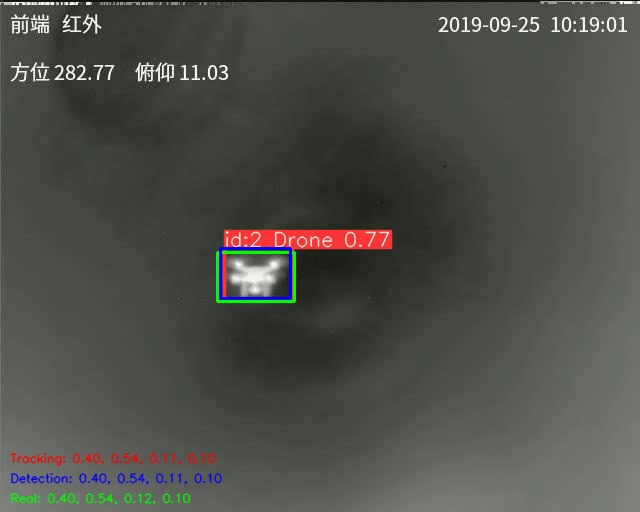 前端 红外 2019-09-25 10:19:01
方位 282.77 俯仰 11.03
id:2 Drone 0.77
Tracking: 0.40, 0.54, 0.11, 0.10
Detection: 0.40, 0.54, 0.11, 0.10
Real: 0.40, 0.54, 0.12, 0.10